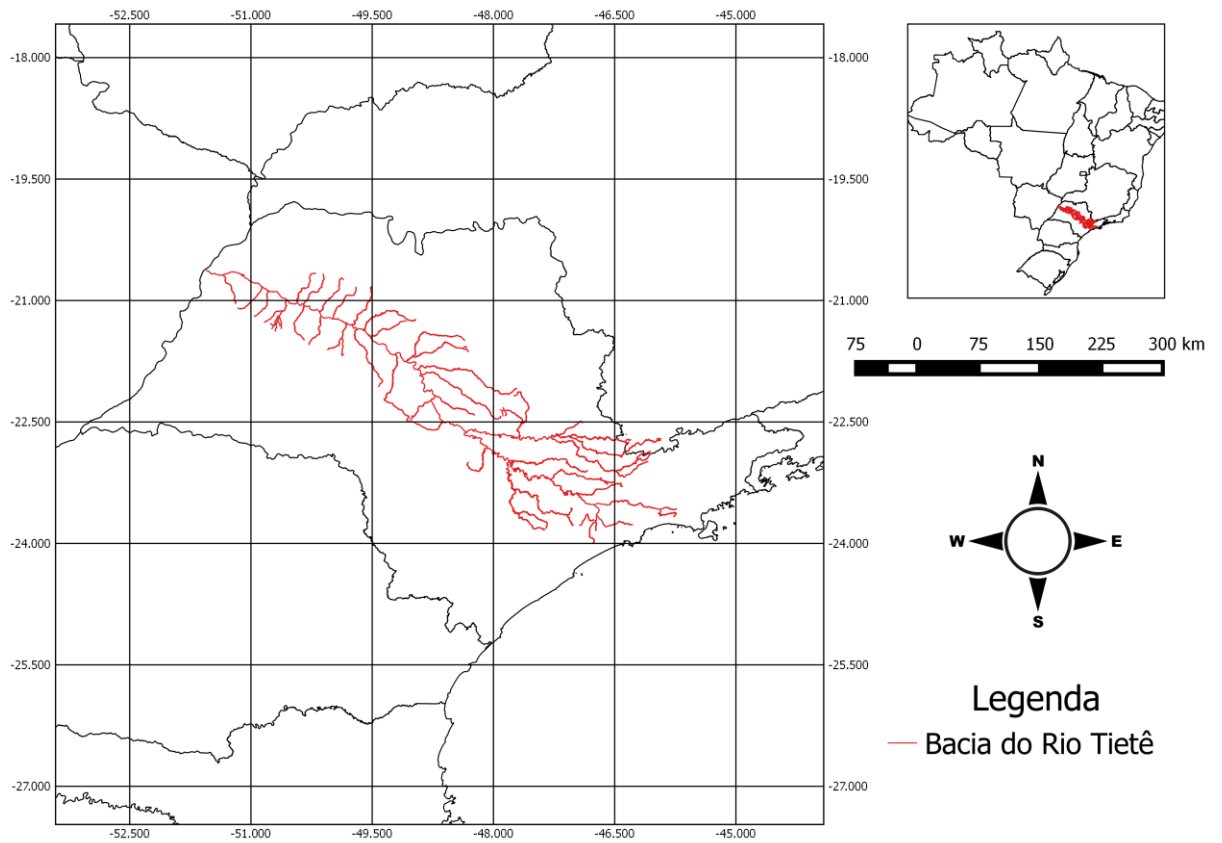 -52.500 -51.000 -49.500 -48.000 -46.500 -45.000
-18.000 -18.000
-19.500 -19.500
-21.000 -21.000
-22.500 -22.500
-24.000 -24.000
-25.500 -25.500
-27.000 -27.000
-52.500 -51.000 -49.500 -48.000 -46.500 -45.000
75 0 75 150 225 300 km
N
W E
S
Legenda
Bacia do Rio Tietê